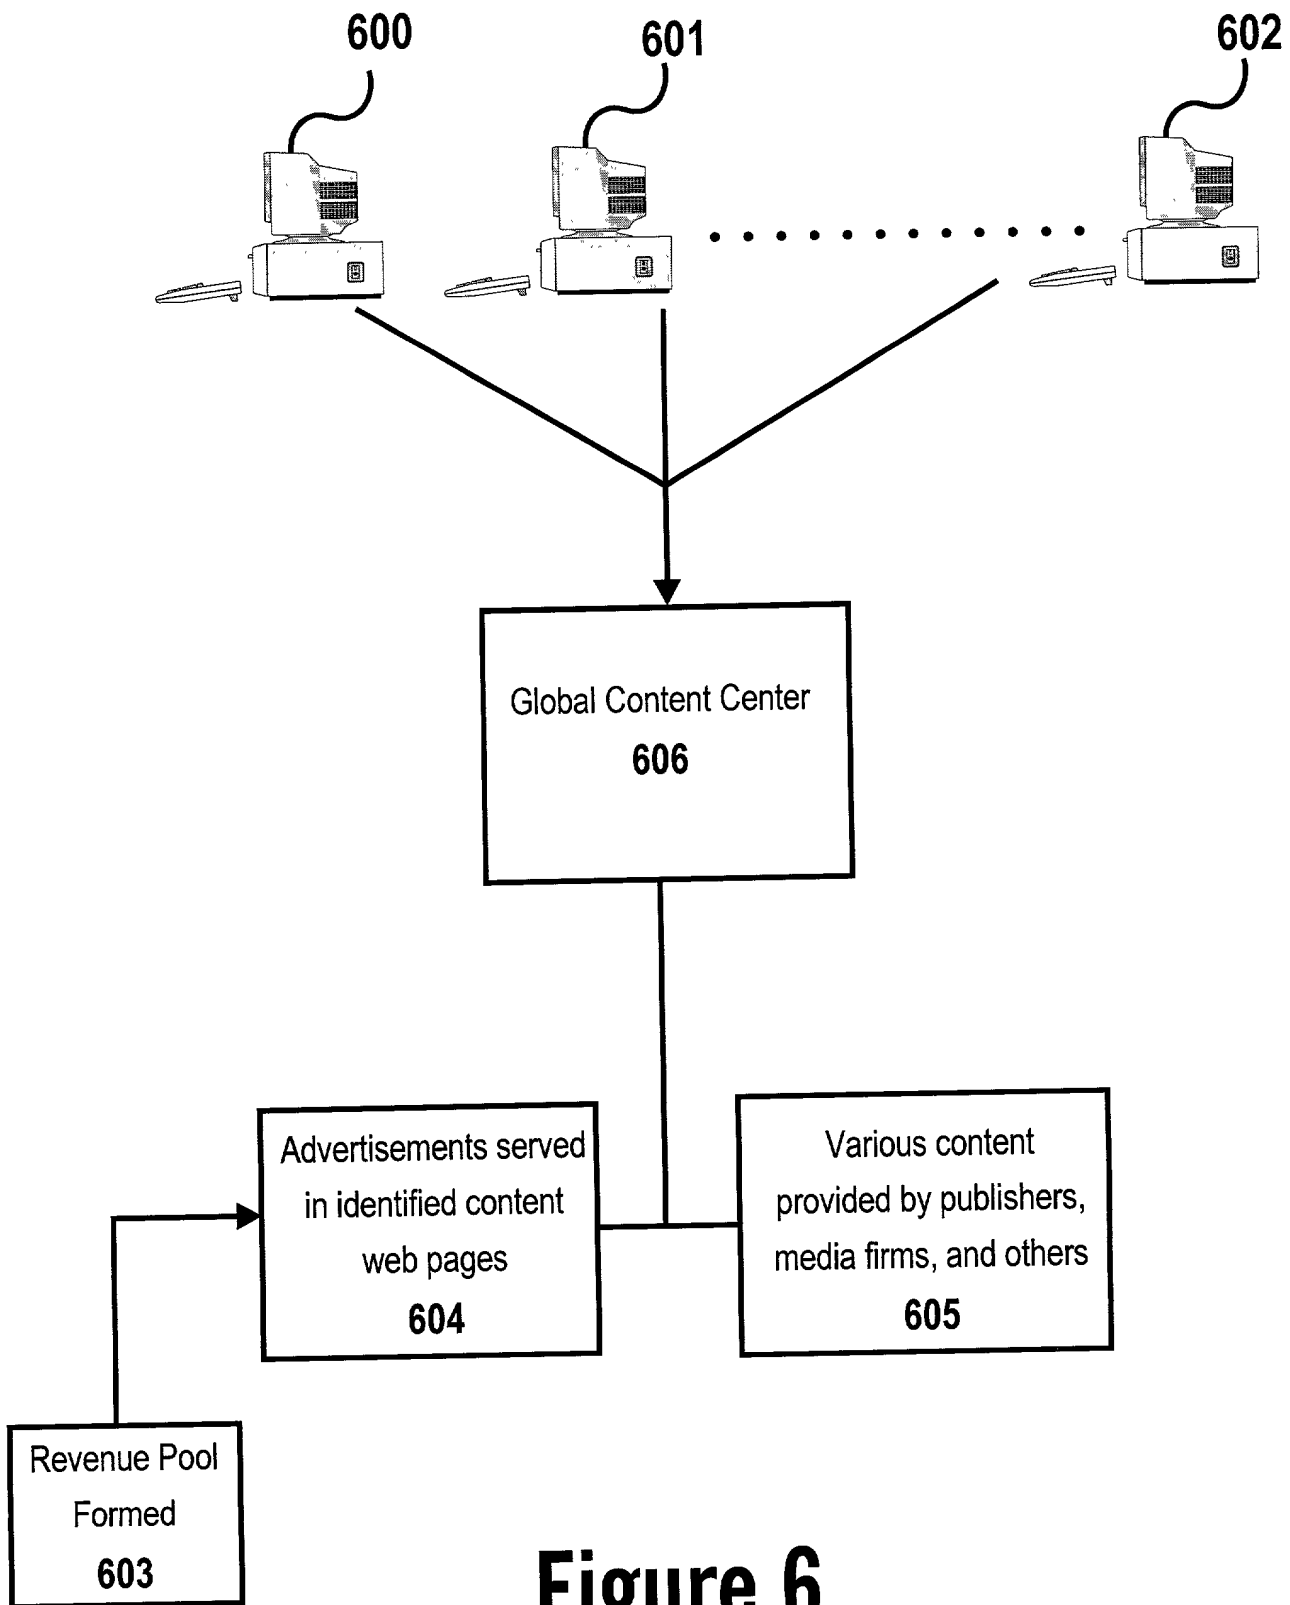 600
601
602
Global Content Center
606
Advertisements served
in identified content
web pages
604
Various content
provided by publishers,
media firms, and others
605
Revenue Pool
Formed
603
Figure 6